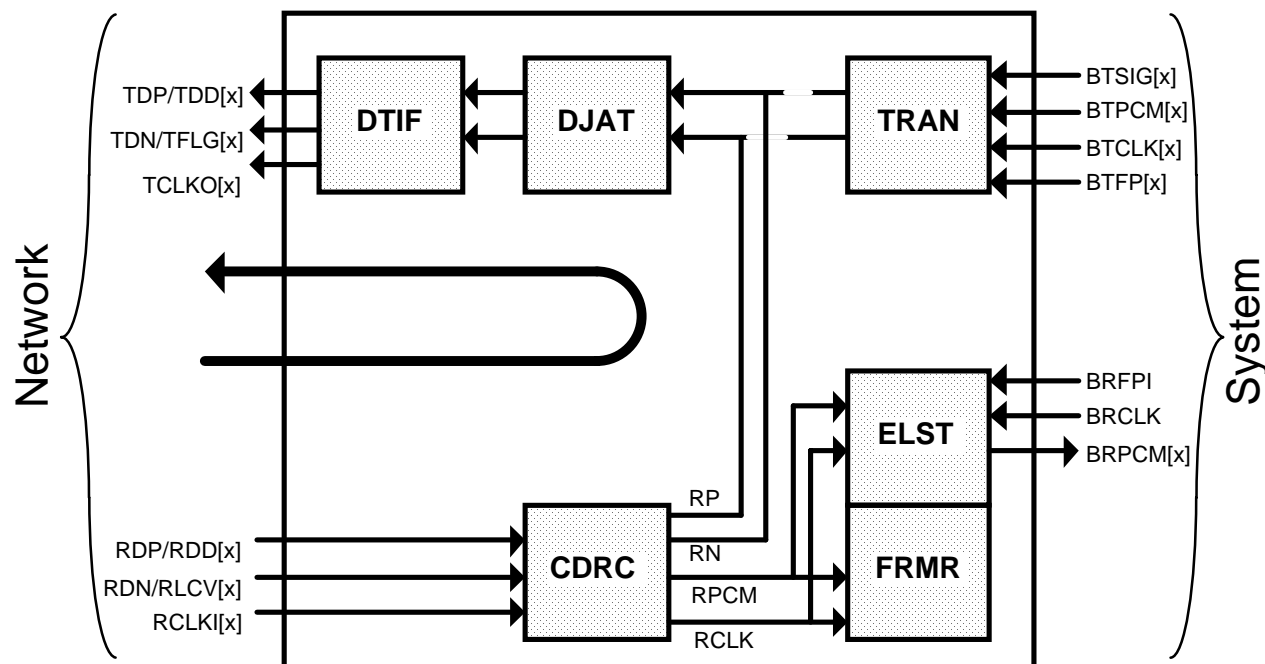 TDP/TDD[x]
TDN/TFLG[x]
TCLKO[x]
DTIF
DJAT
TRAN
BTSIG[x]
BTPCM[x]
BTCLK[x]
BTFP[x]
Network
System
BRFPI
BRCLK
BRPCM[x]
ELST
RDP/RDD[x]
RDN/RLCV[x]
RCLKI[x]
CDRC
RP
RN
RPCM
RCLK
FRMR